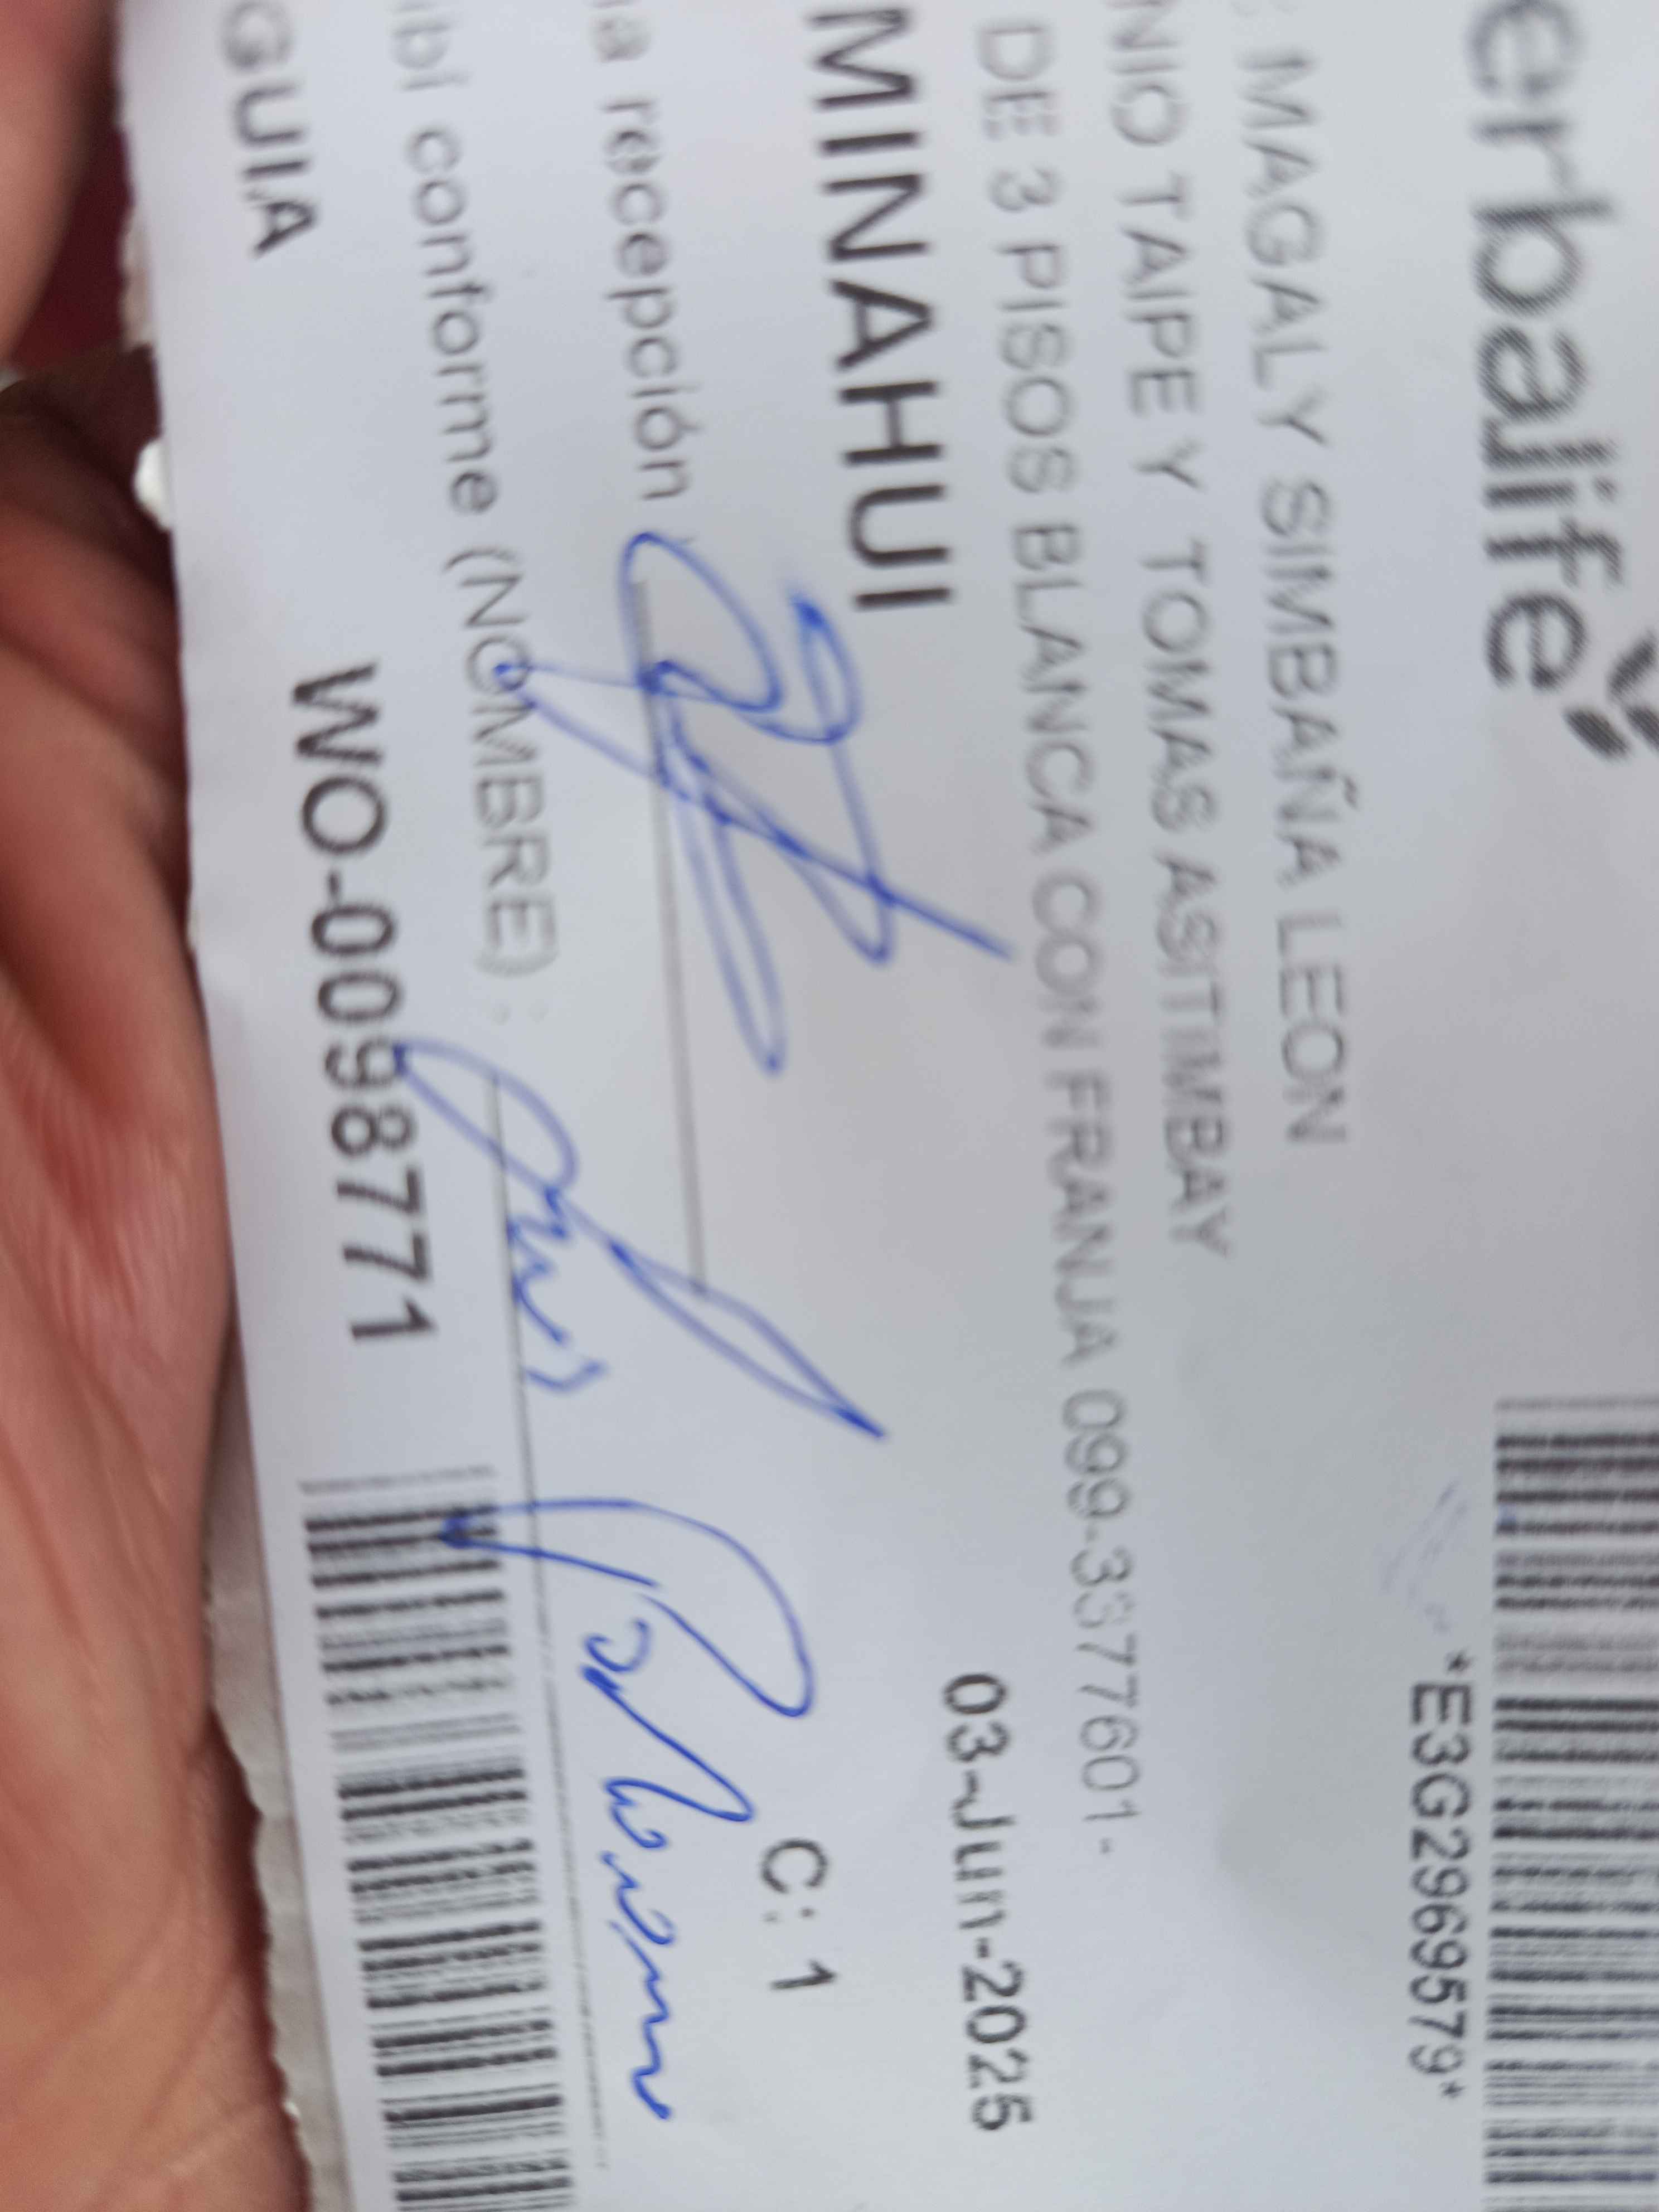 erbalife
*E3G2969579*
: MAGALY SIMBAÑA LEON
NIO TAIPE Y TOMAS ASITIMBAY
DE 3 PISOS BLANCA CON FRANJA 099-3377601-
MINAHUI 03-Jun-2025
C: 1
a recepción
ibí conforme (NOMBRE) :
GUIA WO-0098771